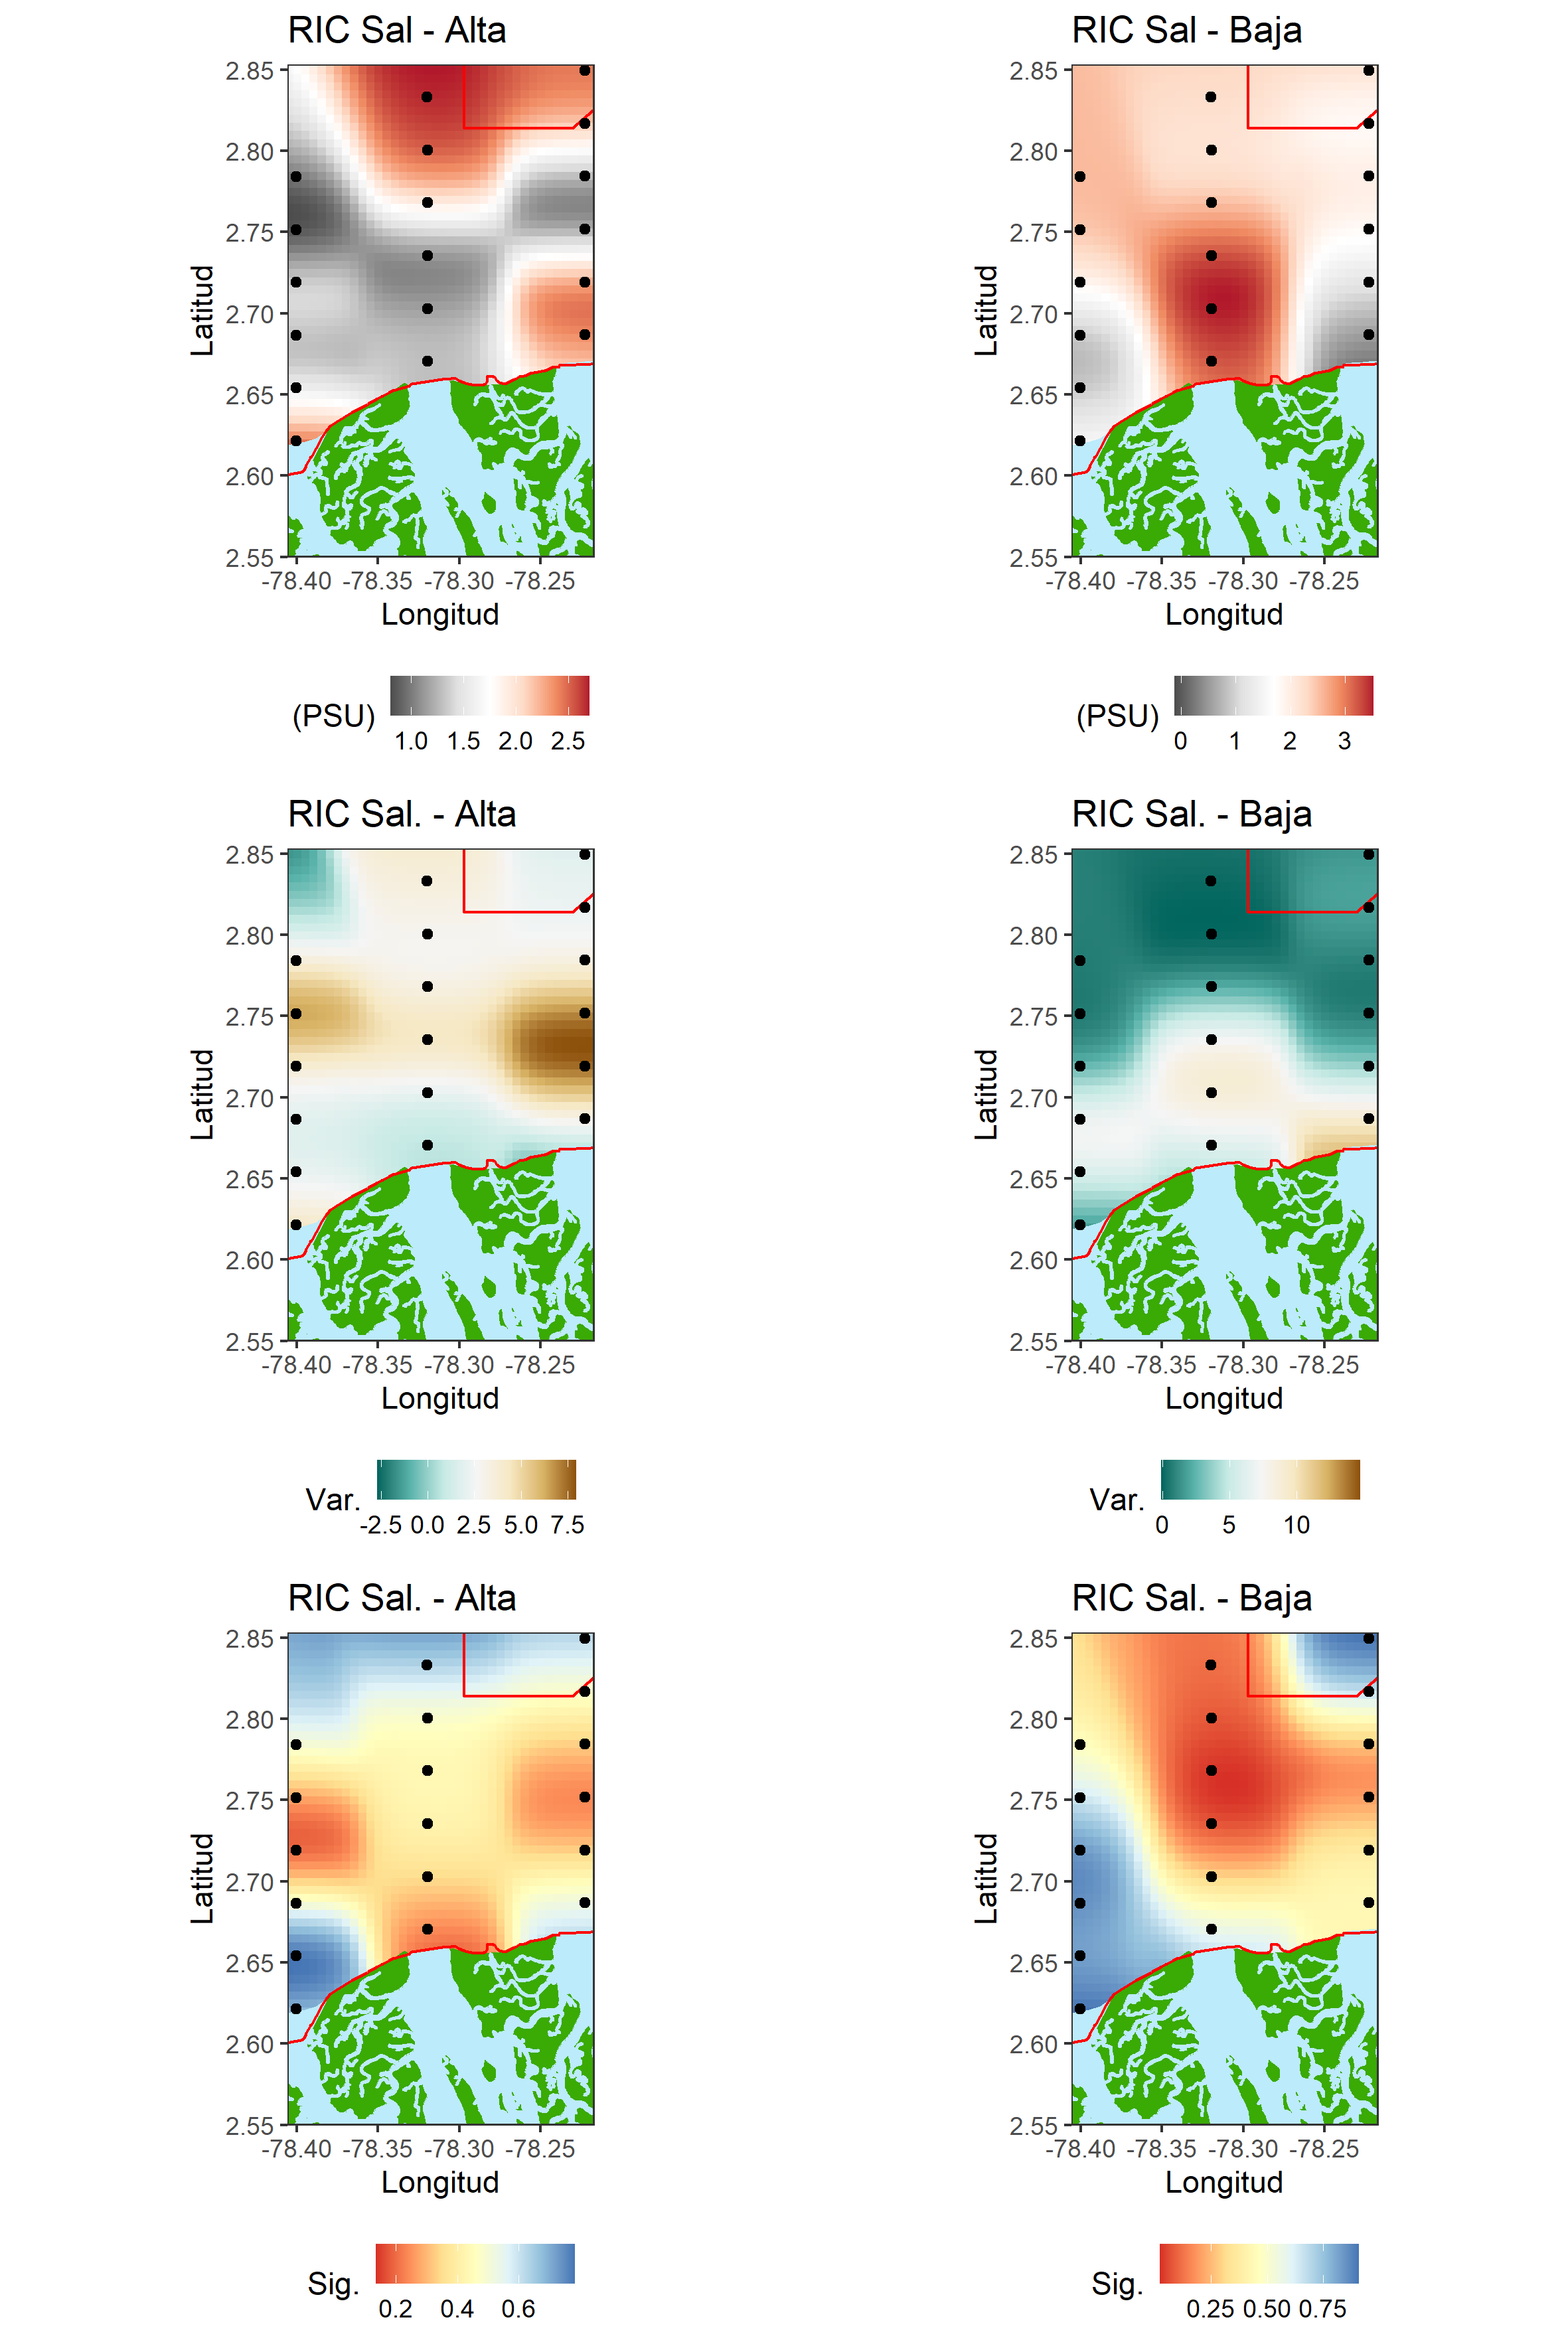 RIC Sal - Alta
RIC Sal - Baja
2.85
2.80
2.75
2.70
2.65
2.60
2.55
Latitud
-78.40 -78.35 -78.30 -78.25
Longitud
(PSU)
1.0 1.5 2.0 2.5
2.85
2.80
2.75
2.70
2.65
2.60
2.55
Latitud
-78.40 -78.35 -78.30 -78.25
Longitud
(PSU)
0 1 2 3
RIC Sal. - Alta
RIC Sal. - Baja
2.85
2.80
2.75
2.70
2.65
2.60
2.55
Latitud
-78.40 -78.35 -78.30 -78.25
Longitud
Var.
-2.5 0.0 2.5 5.0 7.5
2.85
2.80
2.75
2.70
2.65
2.60
2.55
Latitud
-78.40 -78.35 -78.30 -78.25
Longitud
Var.
0 5 10
RIC Sal. - Alta
RIC Sal. - Baja
2.85
2.80
2.75
2.70
2.65
2.60
2.55
Latitud
-78.40 -78.35 -78.30 -78.25
Longitud
Sig.
0.2 0.4 0.6
2.85
2.80
2.75
2.70
2.65
2.60
2.55
Latitud
-78.40 -78.35 -78.30 -78.25
Longitud
Sig.
0.25 0.50 0.75